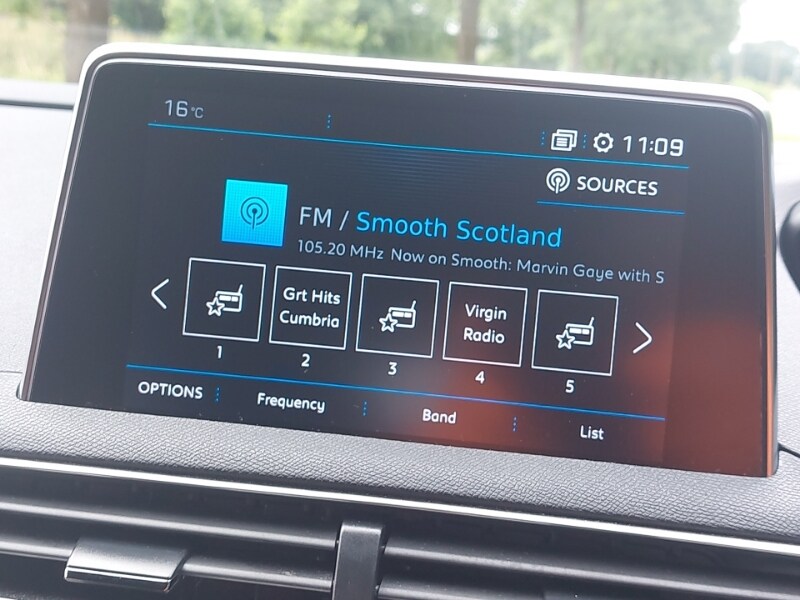 16°C
11:09
SOURCES
FM / Smooth Scotland
105.20 MHz Now on Smooth: Marvin Gaye with S
Grt Hits
Cumbria
Virgin
Radio
1
2
3
4
5
OPTIONS
Frequency
Band
List